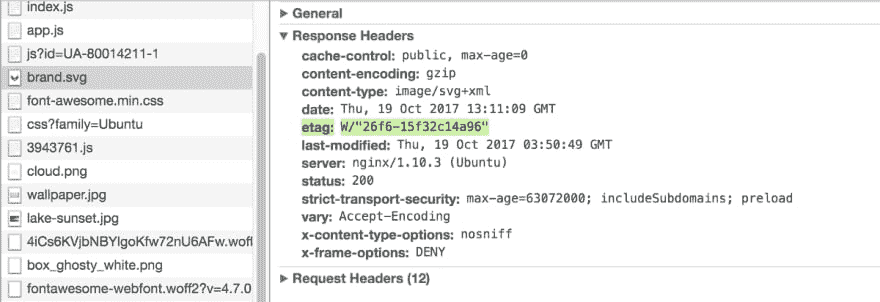 index.js
app.js
js?id=UA-80014211-1
brand.svg
font-awesome.min.css
css?family=Ubuntu
3943761.js
cloud.png
wallpaper.jpg
lake-sunset.jpg
4iCs6KVjbNBYlgoKfw72nU6AFw.woff
box_ghosty_white.png
fontawesome-webfont.woff2?v=4.7.0
General
Response Headers
cache-control: public, max-age=0
content-encoding: gzip
content-type: image/svg+xml
date: Thu, 19 Oct 2017 13:11:09 GMT
etag: W/"26f6-15f32c14a96"
last-modified: Thu, 19 Oct 2017 03:50:49 GMT
server: nginx/1.10.3 (Ubuntu)
status: 200
strict-transport-security: max-age=63072000; includeSubdomains; preload
vary: Accept-Encoding
x-content-type-options: nosniff
x-frame-options: DENY
Request Headers (12)